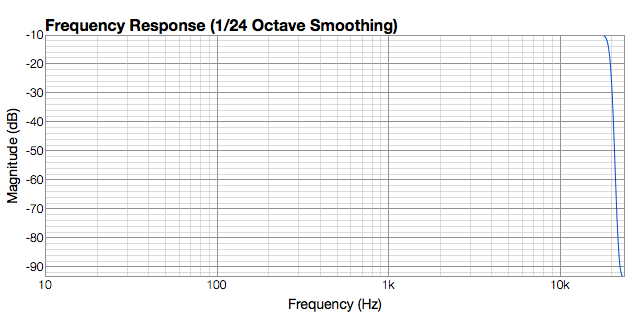 Frequency Response (1/24 Octave Smoothing)
Magnitude (dB)
-10
-20
-30
-40
-50
-60
-70
-80
-90
10
100
1k
10k
Frequency (Hz)